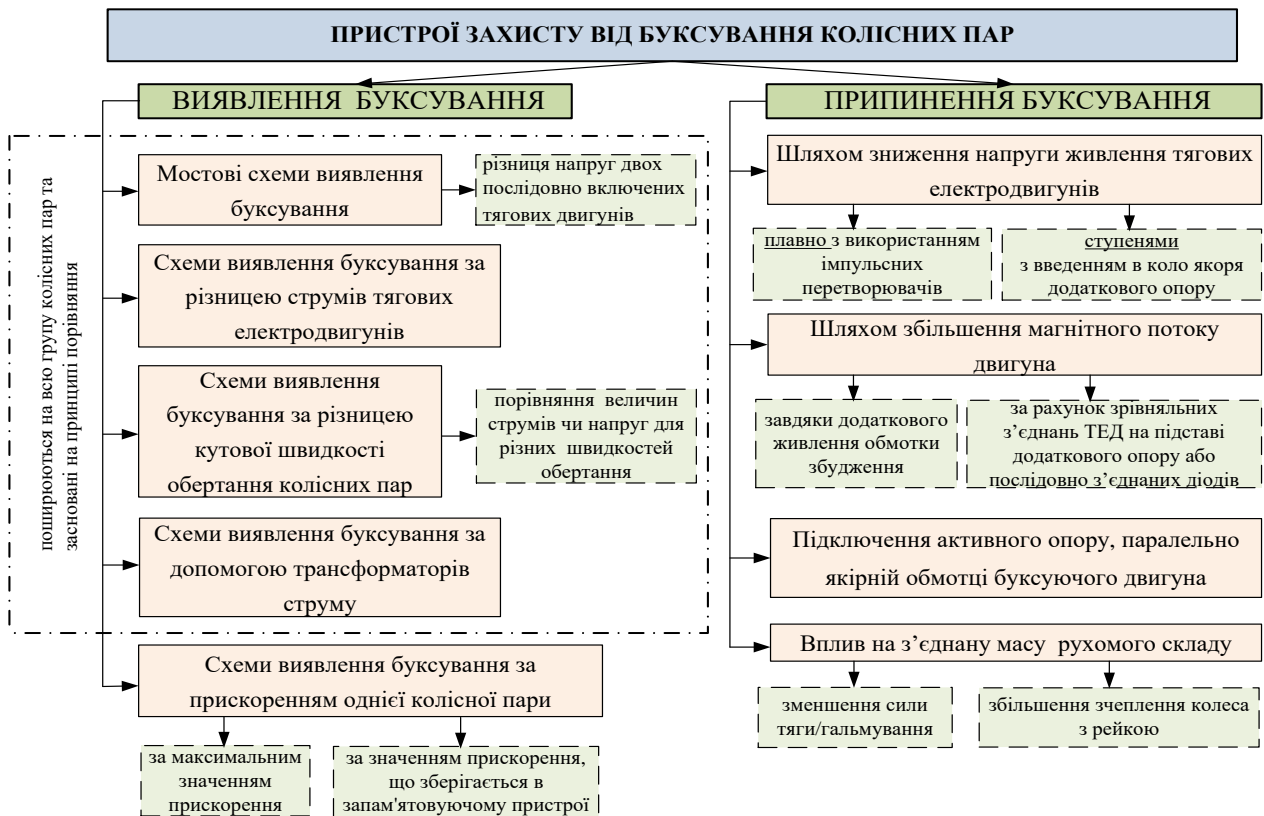 ПРИСТРОЇ ЗАХИСТУ ВІД БУКСУВАННЯ КОЛІСНИХ ПАР
ВИЯВЛЕННЯ БУКСУВАННЯ
поширюються на всю групу колісних пар та
засновані на принципі порівняння
Мостові схеми виявлення
буксування
різниця напруг двох
послідовно включених
тягових двигунів
Схеми виявлення буксування за
різницею струмів тягових
електродвигунів
Схеми виявлення
буксування за різницею
кутової швидкості
обертання колісних пар
порівняння величин
струмів чи напруг для
різних швидкостей
обертання
Схеми виявлення буксування за
допомогою трансформаторів
струму
Схеми виявлення буксування за
прискоренням однієї колісної пари
за максимальним
значенням
прискорення
за значенням прискорення,
що зберігається в
запам'ятовуючому пристрої
ПРИПИНЕННЯ БУКСУВАННЯ
Шляхом зниження напруги живлення тягових
електродвигунів
плавно з використанням
імпульсних
перетворювачів
ступенями
з введенням в коло якоря
додаткового опору
Шляхом збільшення магнітного потоку
двигуна
завдяки додаткового
живлення обмотки
збудження
за рахунок зрівняльних
з’єднань ТЕД на підставі
додаткового опору або
послідовно з’єднаних діодів
Підключення активного опору, паралельно
якірній обмотці буксуючого двигуна
Вплив на з’єднану масу рухомого складу
зменшення сили
тяги/гальмування
збільшення зчеплення колеса
з рейкою